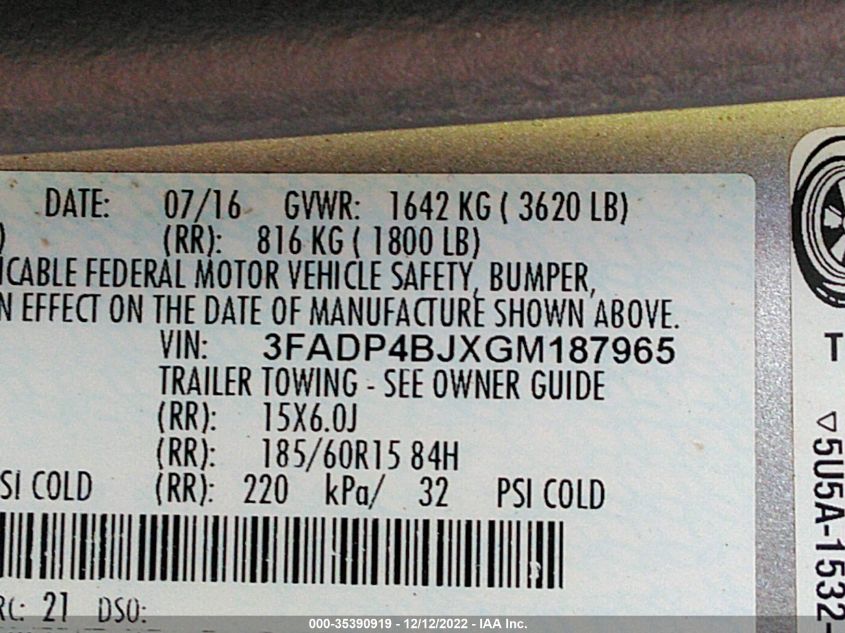 DATE: 07/16 GVWR: 1642 KG ( 3620 LB)
) (RR): 816 KG ( 1800 LB)
ICABLE FEDERAL MOTOR VEHICLE SAFETY, BUMPER,
N EFFECT ON THE DATE OF MANUFACTURE SHOWN ABOVE.
VIN: 3FADP4BJXGM187965
TRAILER TOWING - SEE OWNER GUIDE
(RR): 15X6.0J
(RR): 185/60R15 84H
SI COLD (RR): 220 kPa/ 32 PSI COLD
RC: 21 DSO:
T
5U5A-1532-
000-35390919 - 12/12/2022 - IAA Inc.